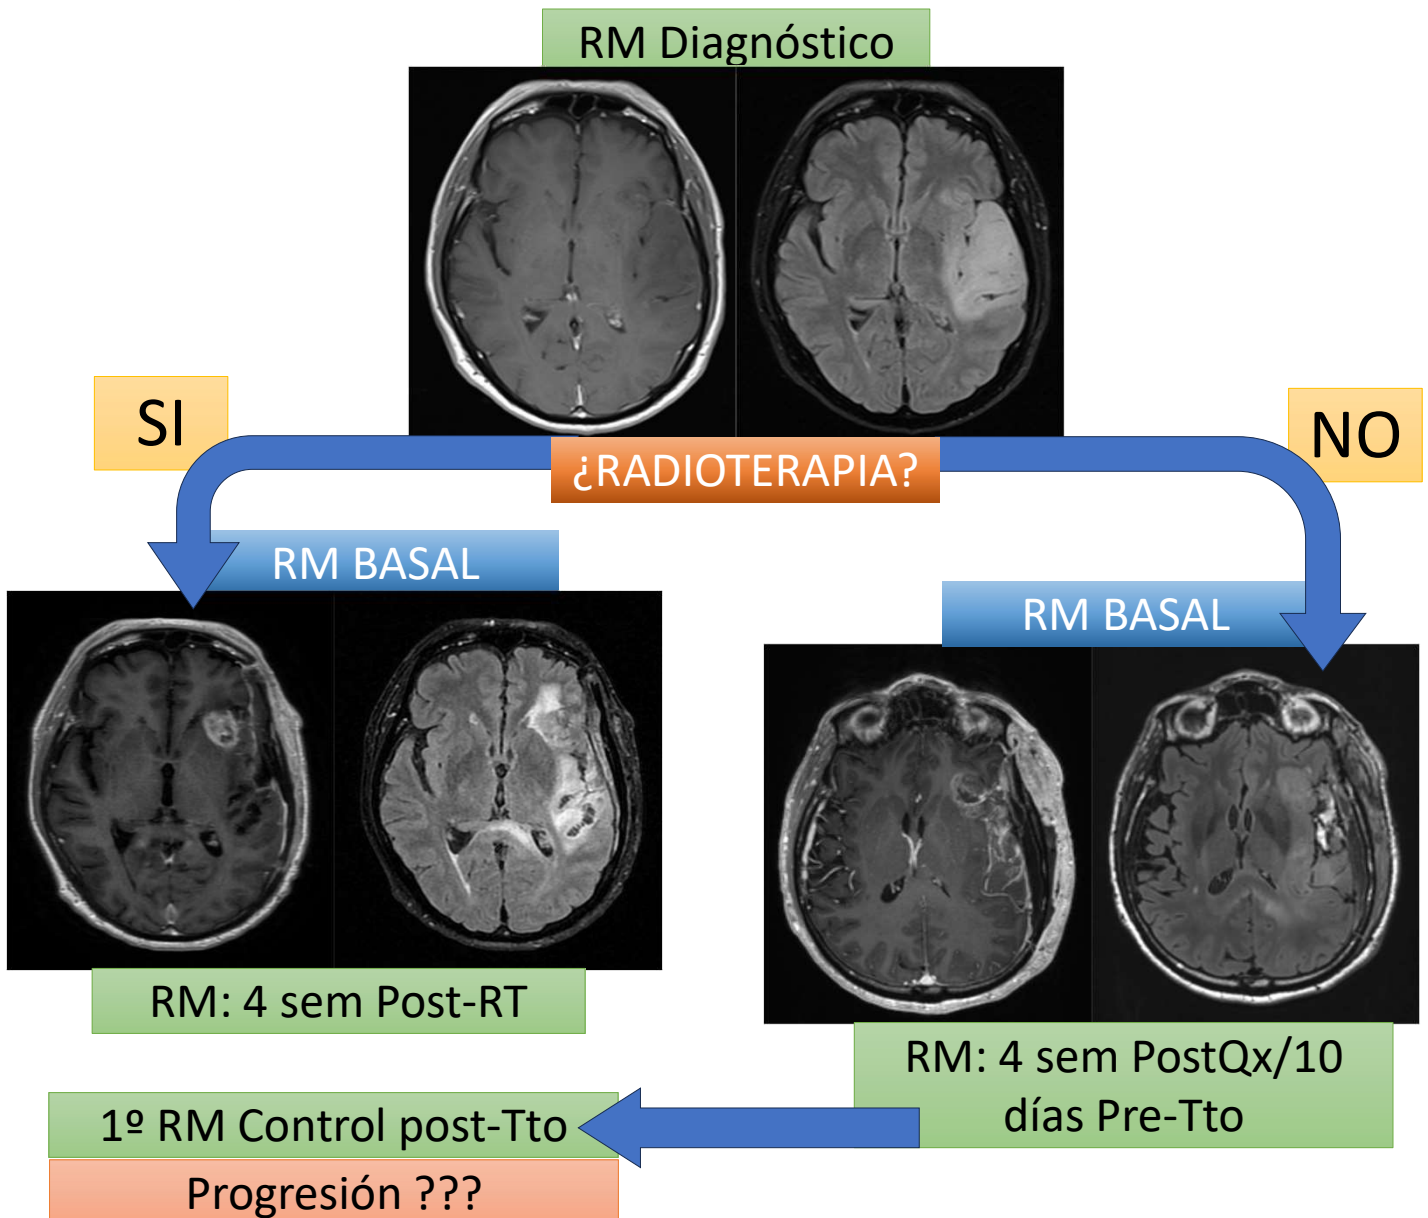 RM Diagnóstico
SI
NO
¿RADIOTERAPIA?
RM BASAL
RM BASAL
RM: 4 sem Post-RT
RM: 4 sem PostQx/10
días Pre-Tto
1º RM Control post-Tto
Progresión ???